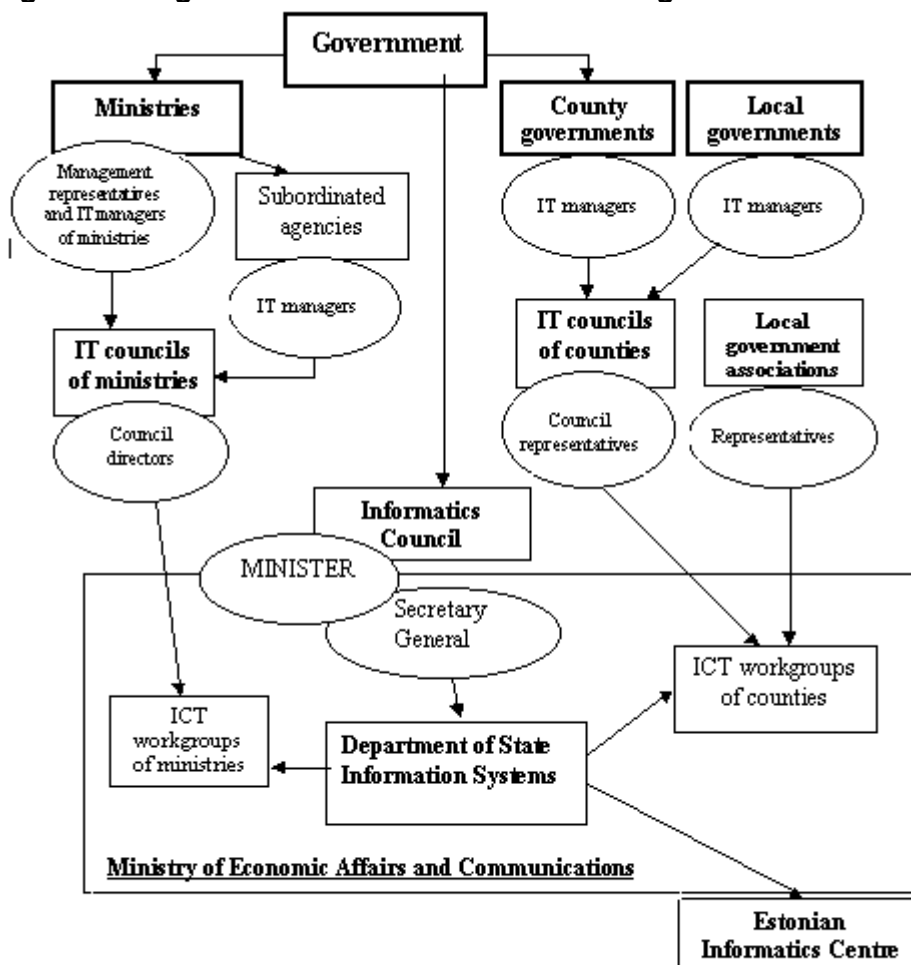 Government
Ministries
County
governments
Local
governments
Management
representatives
and IT managers
of ministries
Subordinated
agencies
IT managers
IT managers
IT managers
IT councils
of ministries
IT councils
of counties
Local
government
associations
Council
directors
Council
representatives
Representatives
Informatics
Council
MINISTER
Secretary
General
ICT workgroups
of counties
ICT
workgroups
of ministries
Department of State
Information Systems
Ministry of Economic Affairs and Communications
Estonian
Informatics Centre